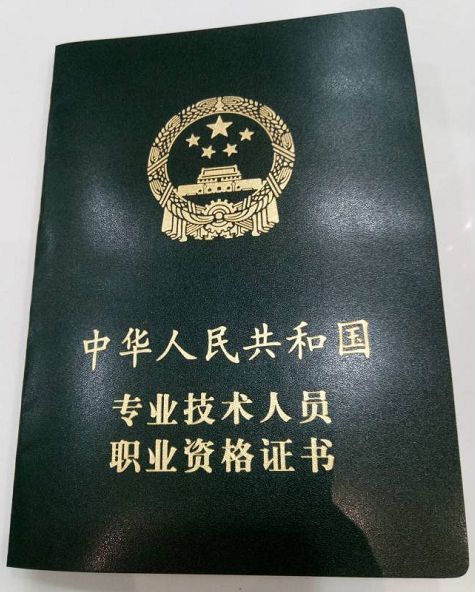 中华人民共和国
专业技术人员
职业资格证书